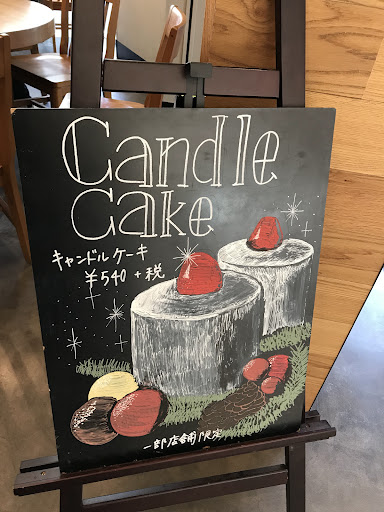 Candle
Cake
キャンドルケーキ
¥540+税
一部店舗限定